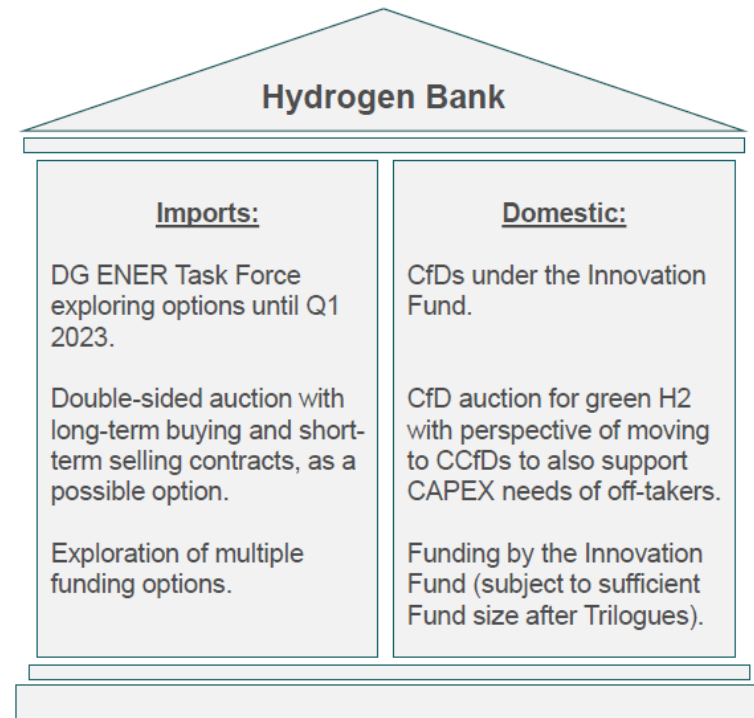 Hydrogen Bank
Imports:
DG ENER Task Force
exploring options until Q1
2023.
Double-sided auction with
long-term buying and short-
term selling contracts, as a
possible option.
Exploration of multiple
funding options.
Domestic:
CfDs under the Innovation
Fund.
CfD auction for green H2
with perspective of moving
to CCfDs to also support
CAPEX needs of off-takers.
Funding by the Innovation
Fund (subject to sufficient
Fund size after Trilogues).